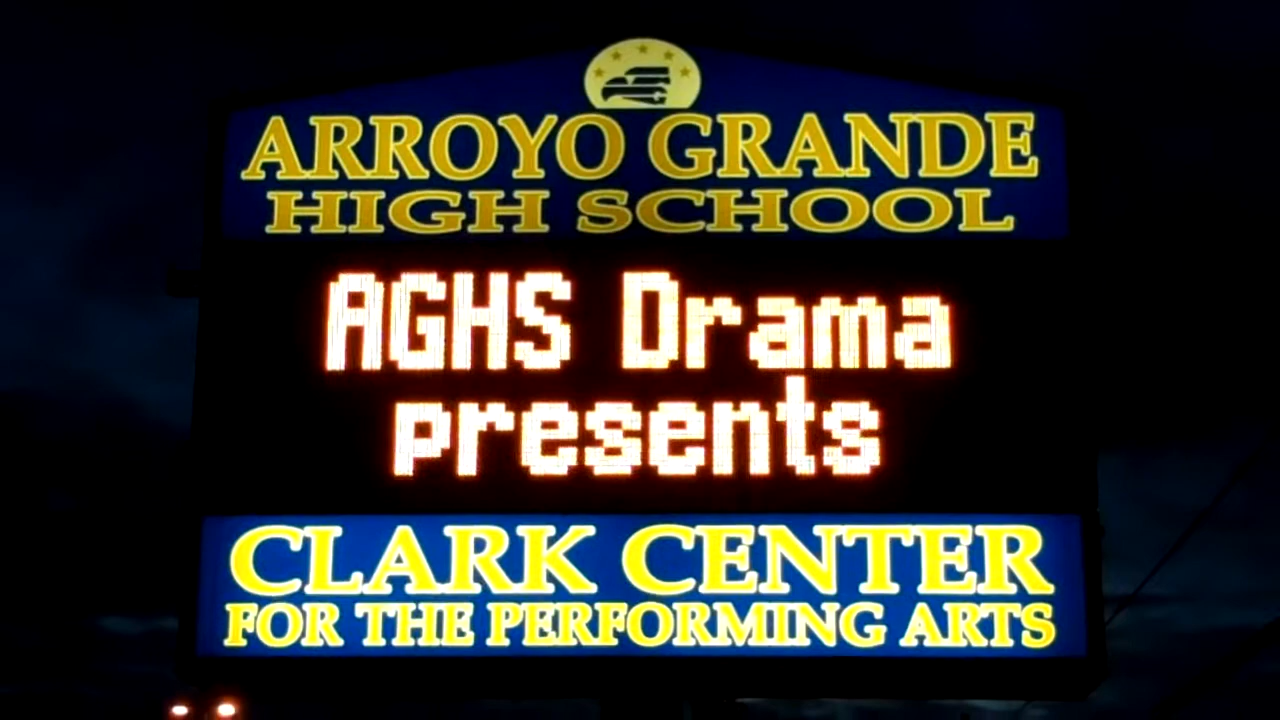 ARROYO GRANDE
HIGH SCHOOL
AGHS Drama
presents
CLARK CENTER
FOR THE PERFORMING ARTS